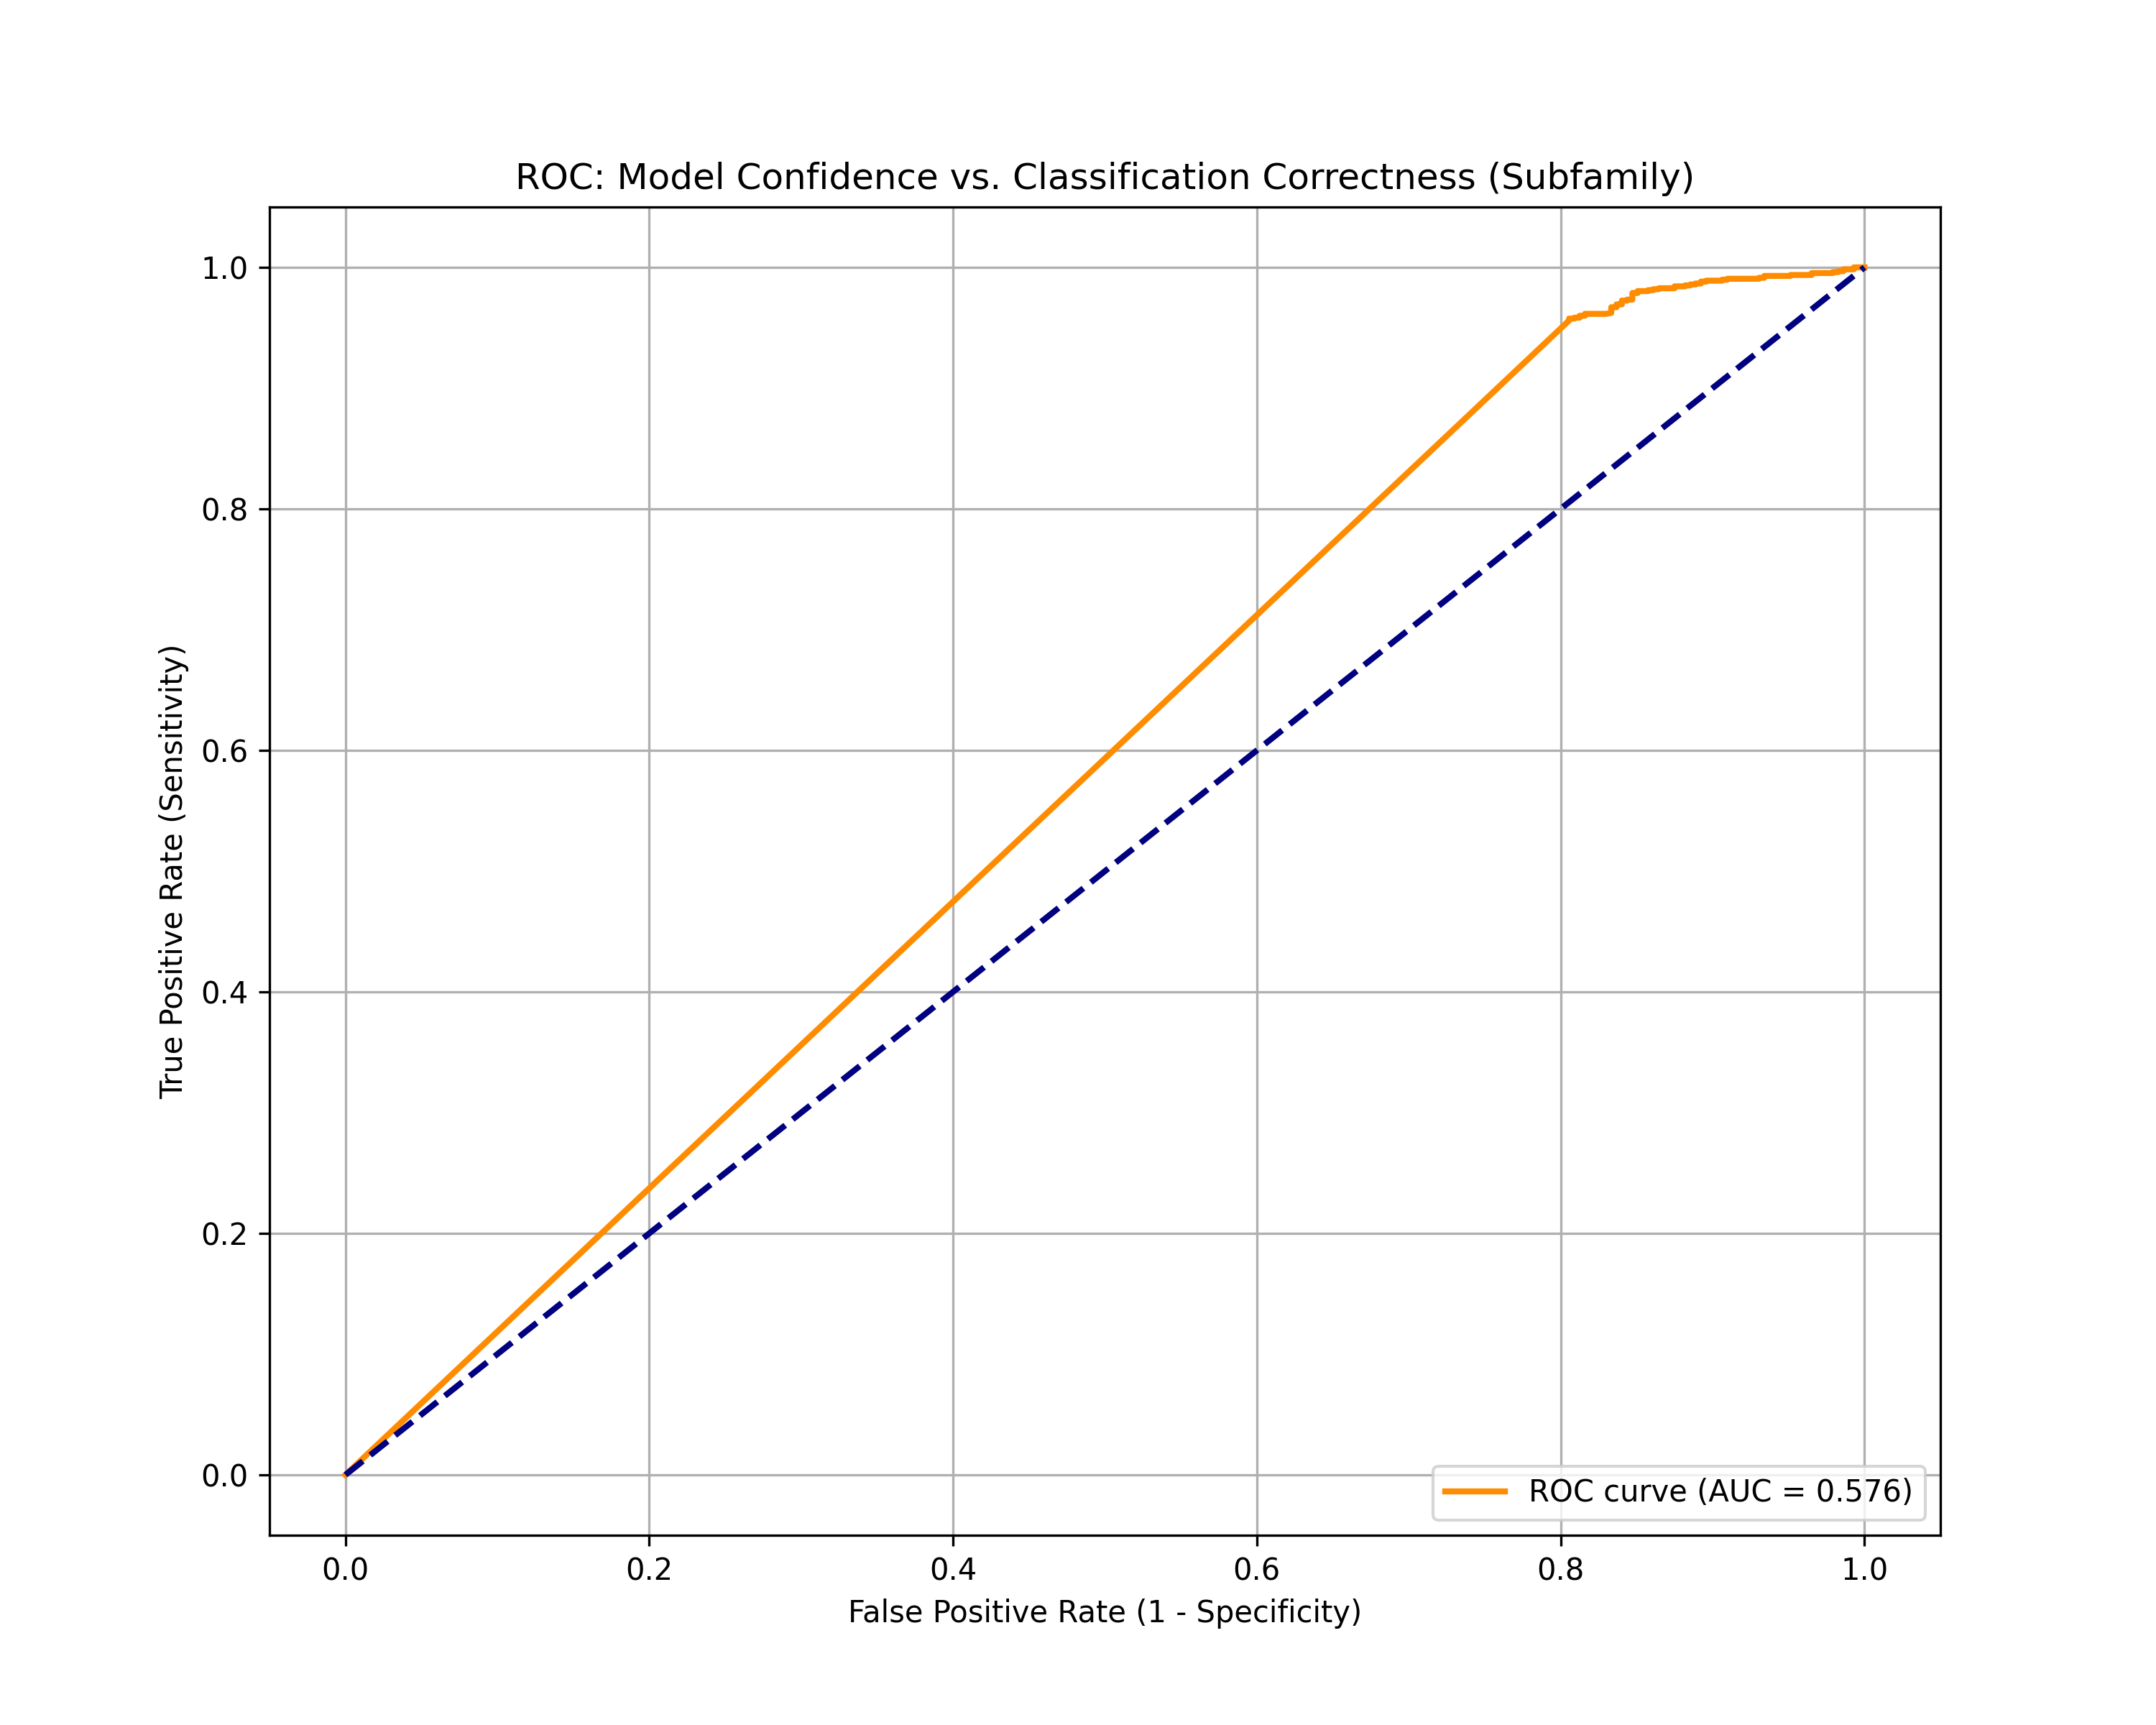 ROC: Model Confidence vs. Classification Correctness (Subfamily)
True Positive Rate (Sensitivity)
1.0
0.8
0.6
0.4
0.2
0.0
ROC curve (AUC = 0.576)
0.0 0.2 0.4 0.6 0.8 1.0
False Positive Rate (1 - Specificity)